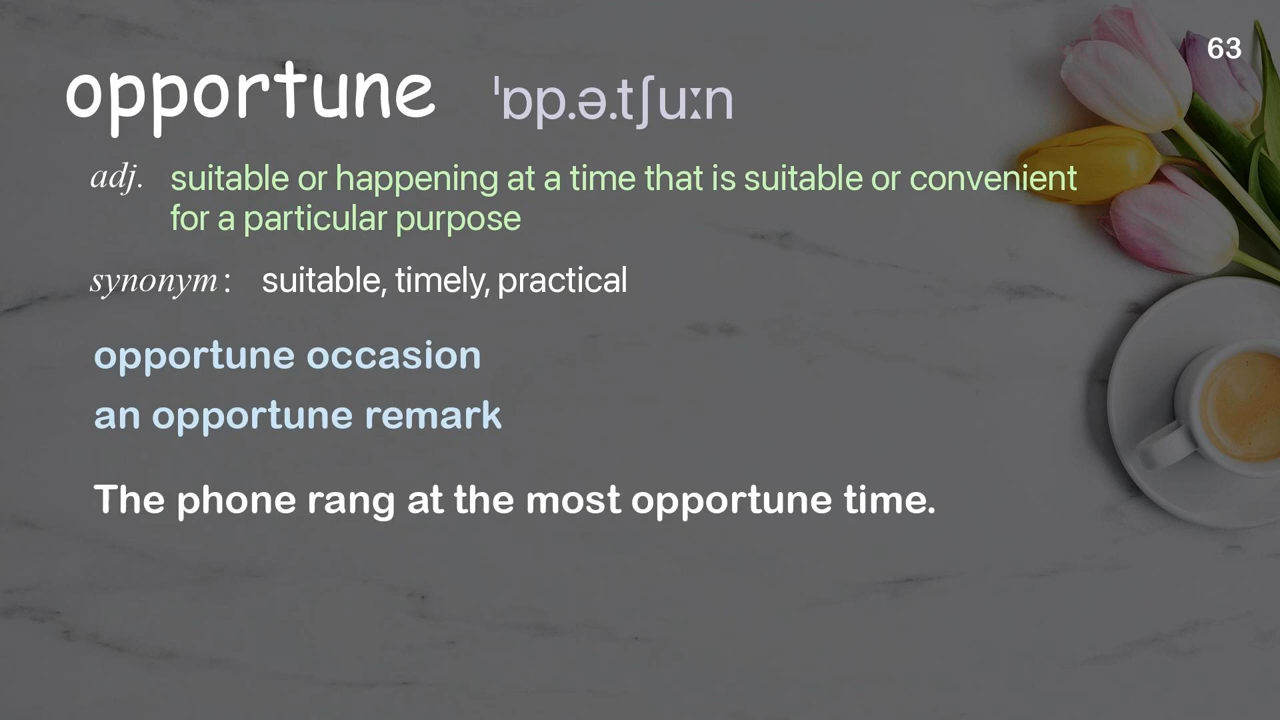 63
opportune ˈɒp.ə.tʃuːn
adj. suitable or happening at a time that is suitable or convenient
for a particular purpose
synonym: suitable, timely, practical
opportune occasion
an opportune remark
The phone rang at the most opportune time.